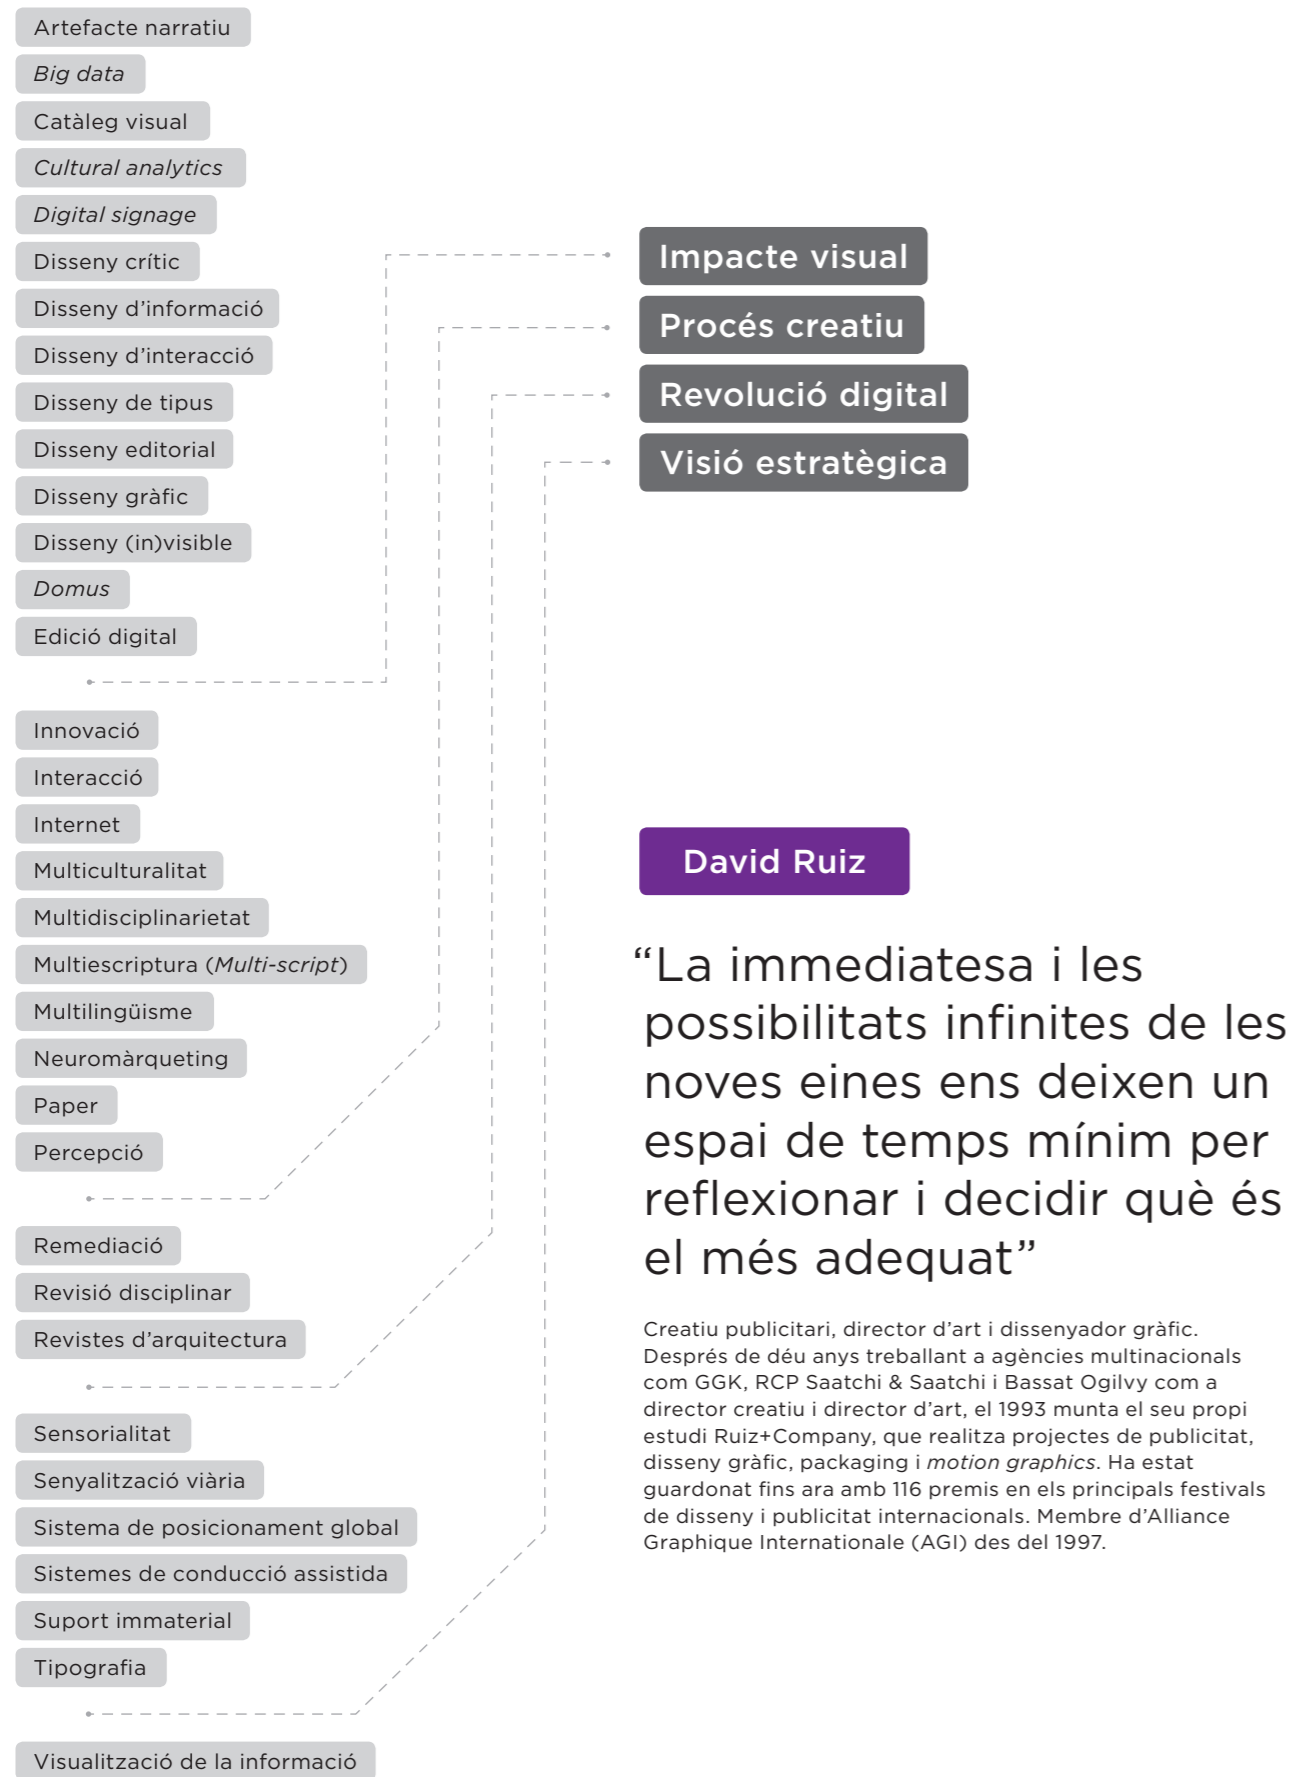 Artefacte narratiu
Big data
Catàleg visual
Cultural analytics
Digital signage
Disseny crític
Disseny d’informació
Disseny d’interacció
Disseny de tipus
Disseny editorial
Disseny gràfic
Disseny (in)visible
Domus
Edició digital
Innovació
Interacció
Internet
Multiculturalitat
Multidisciplinarietat
Multiescriptura (Multi-script)
Multilingüisme
Neuromàrqueting
Paper
Percepció
Remediació
Revisió disciplinar
Revistes d’arquitectura
Sensorialitat
Senyalització viària
Sistema de posicionament global
Sistemes de conducció assistida
Suport immaterial
Tipografia
Visualització de la informació
Impacte visual
Procés creatiu
Revolució digital
Visió estratègica
David Ruiz
“La immediatesa i les
possibilitats infinites de les
noves eines ens deixen un
espai de temps mínim per
reflexionar i decidir què és
el més adequat”
Creatiu publicitari, director d’art i dissenyador gràfic.
Després de déu anys treballant a agències multinacionals
com GGK, RCP Saatchi & Saatchi i Bassat Ogilvy com a
director creatiu i director d’art, el 1993 munta el seu propi
estudi Ruiz+Company, que realitza projectes de publicitat,
disseny gràfic, packaging i motion graphics. Ha estat
guardonat fins ara amb 116 premis en els principals festivals
de disseny i publicitat internacionals. Membre d’Alliance
Graphique Internationale (AGI) des del 1997.